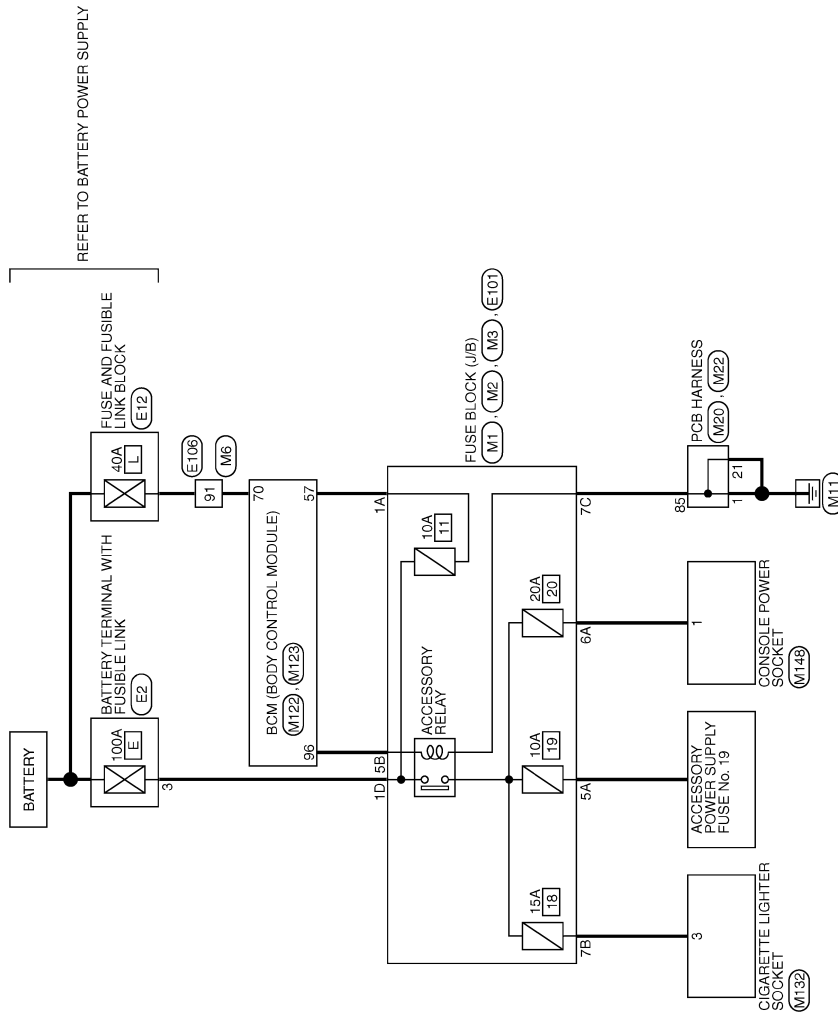 REFER TO BATTERY POWER SUPPLY
BATTERY
BATTERY TERMINAL WITH
FUSIBLE LINK
E2
100A
E
3
FUSE AND FUSIBLE
LINK BLOCK
E12
40A
L
E106
91
M6
BCM (BODY CONTROL MODULE)
M122 , M123
70
96
57
FUSE BLOCK (J/B)
M1 , M2 , M3 , E101
1D
5B
1A
ACCESSORY
RELAY
10A
11
15A
18
10A
19
20A
20
7B
5A
6A
7C
CIGARETTE LIGHTER
SOCKET
M132
3
ACCESSORY
POWER SUPPLY
FUSE No. 19
CONSOLE POWER
SOCKET
M148
1
PCB HARNESS
M20 , M22
85
1
21
M11